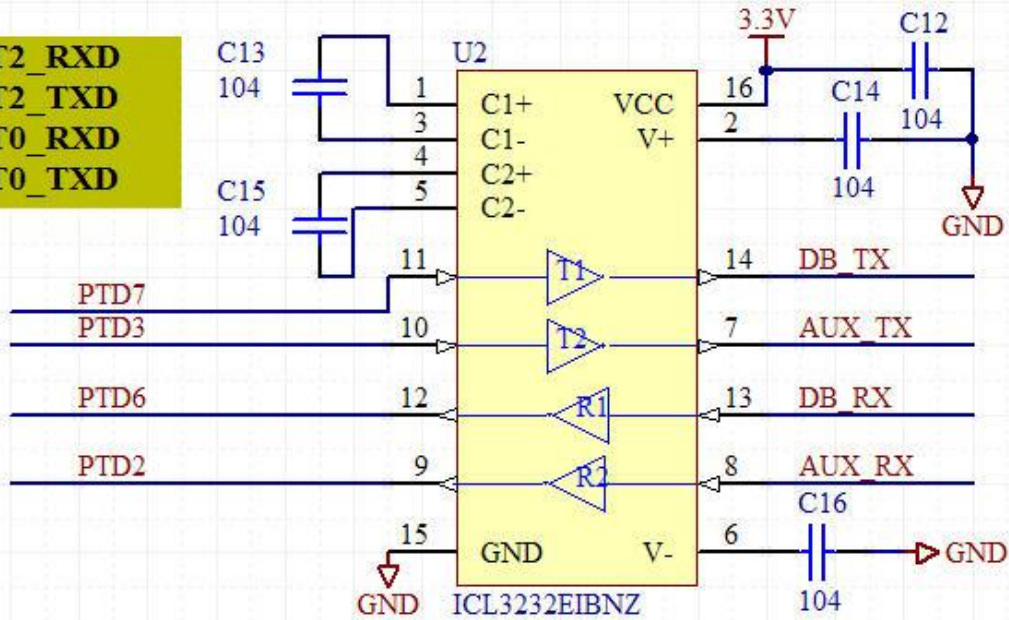 T2_RXD
T2_TXD
T0_RXD
T0_TXD
C13
104
C15
104
U2
3.3V
C12
104
C14
104
GND
1 C1+ VCC 16
3 C1- V+ 2
4 C2+
5 C2-
11 T1 14 DB_TX
PTD7
PTD3 10 T2 7 AUX_TX
PTD6 12 R1 13 DB_RX
PTD2 9 R2 8 AUX_RX
C16
15 GND V- 6 GND
104
GND
ICL3232EIBNZ